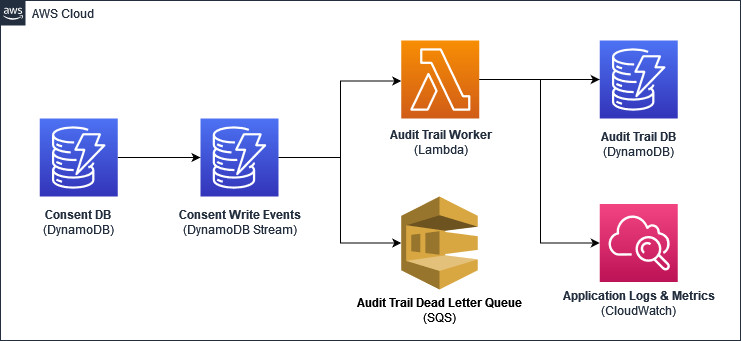 aws
AWS Cloud
Consent DB
(DynamoDB)
Consent Write Events
(DynamoDB Stream)
Audit Trail Worker
(Lambda)
Audit Trail Dead Letter Queue
(SQS)
Audit Trail DB
(DynamoDB)
Application Logs & Metrics
(CloudWatch)